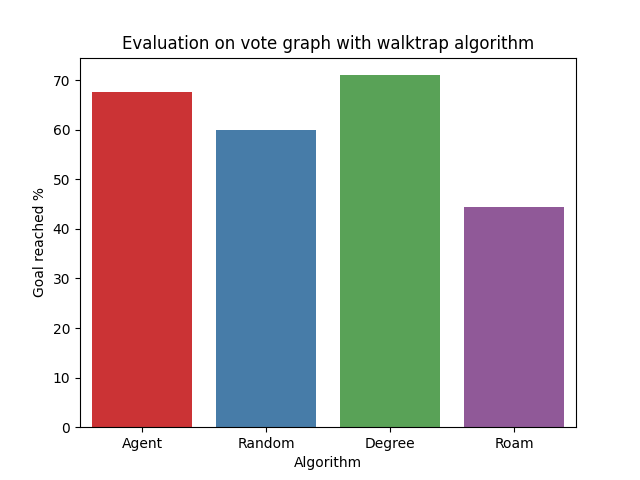 Evaluation on vote graph with walktrap algorithm
Goal reached %
70
60
50
40
30
20
10
0
Agent Random Degree Roam
Algorithm